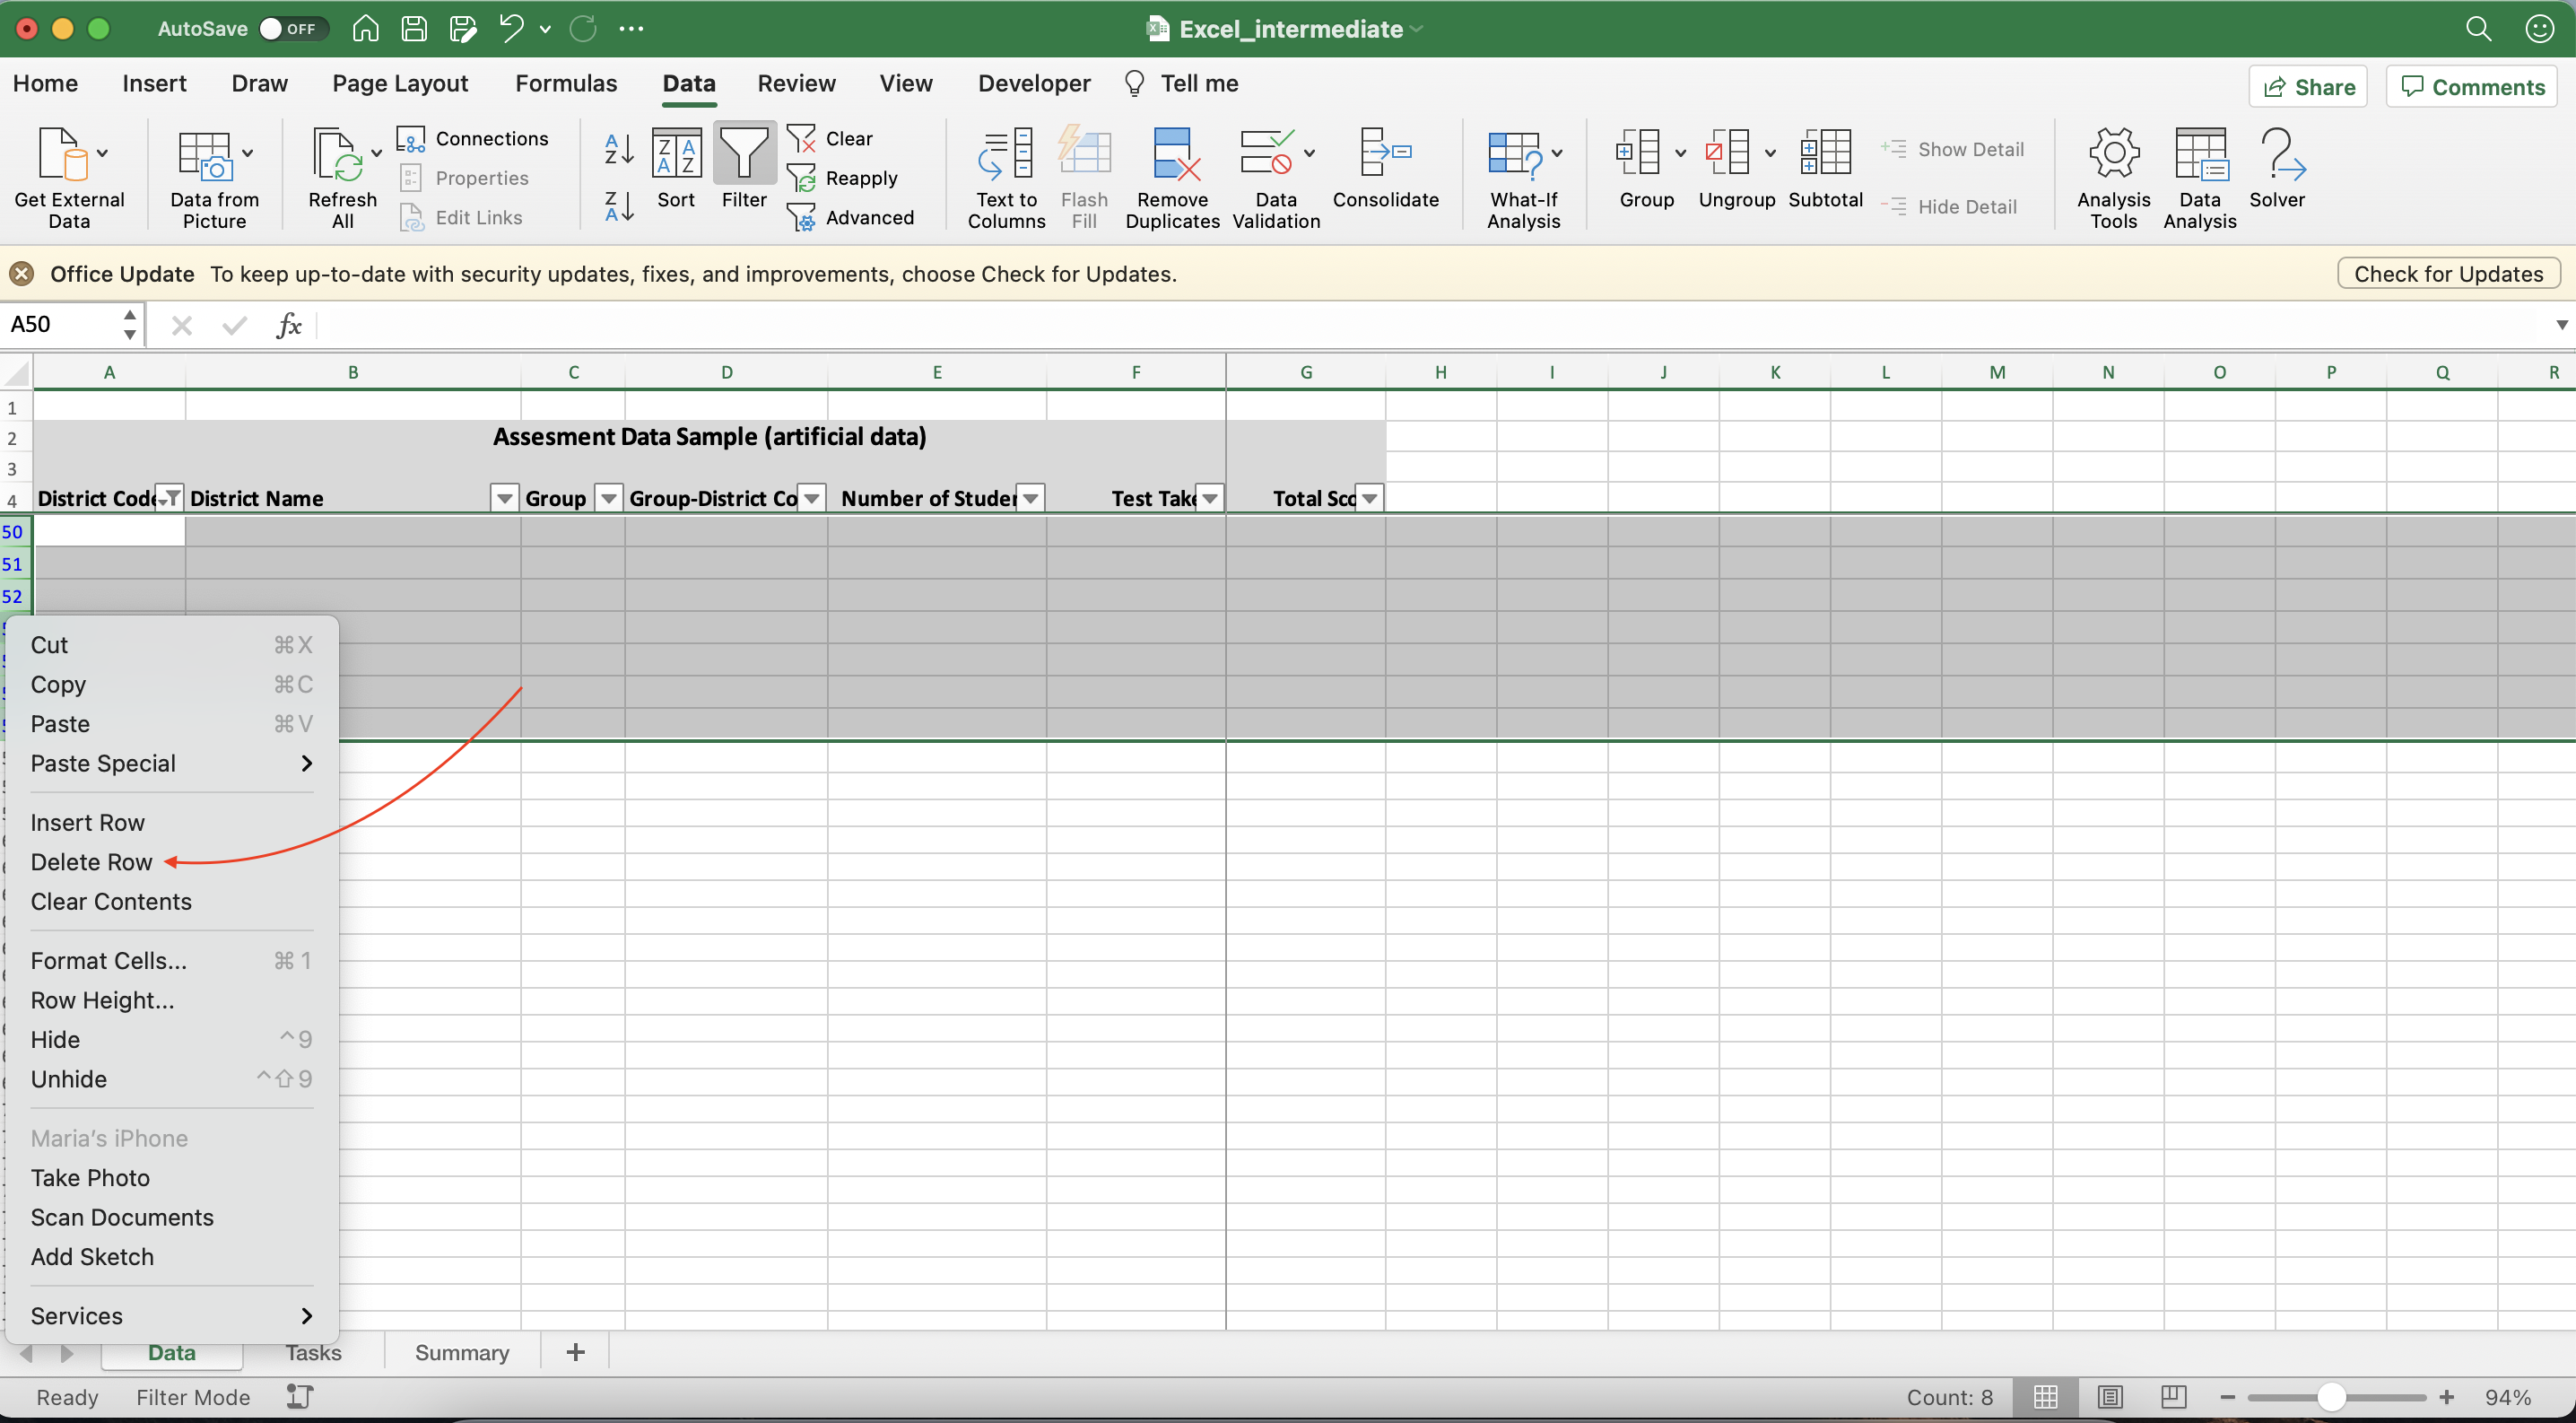 AutoSave OFF Excel_intermediate
Home Insert Draw Page Layout Formulas Data Review View Developer Tell me Share Comments
Get External Data
Data from Picture
Refresh All
Connections
Properties
Edit Links
Sort
Filter
Clear
Reapply
Advanced
Text to Columns
Flash Fill
Remove Duplicates
Data Validation
Consolidate
What-If Analysis
Group
Ungroup
Subtotal
Show Detail
Hide Detail
Analysis Tools
Data Analysis
Solver
Office Update To keep up-to-date with security updates, fixes, and improvements, choose Check for Updates. Check for Updates
A50 fx
A B C D E F G H I J K L M N O P Q R
1
2 Assesment Data Sample (artificial data)
3
4 District Code District Name Group Group-District Co Number of Studen Test Take Total Sco
50
51
52
Cut ⌘X
Copy ⌘C
Paste ⌘V
Paste Special
Insert Row
Delete Row
Clear Contents
Format Cells... ⌘1
Row Height...
Hide ^9
Unhide ^⇧9
Maria's iPhone
Take Photo
Scan Documents
Add Sketch
Services
Data Tasks Summary +
Ready Filter Mode Count: 8 94%